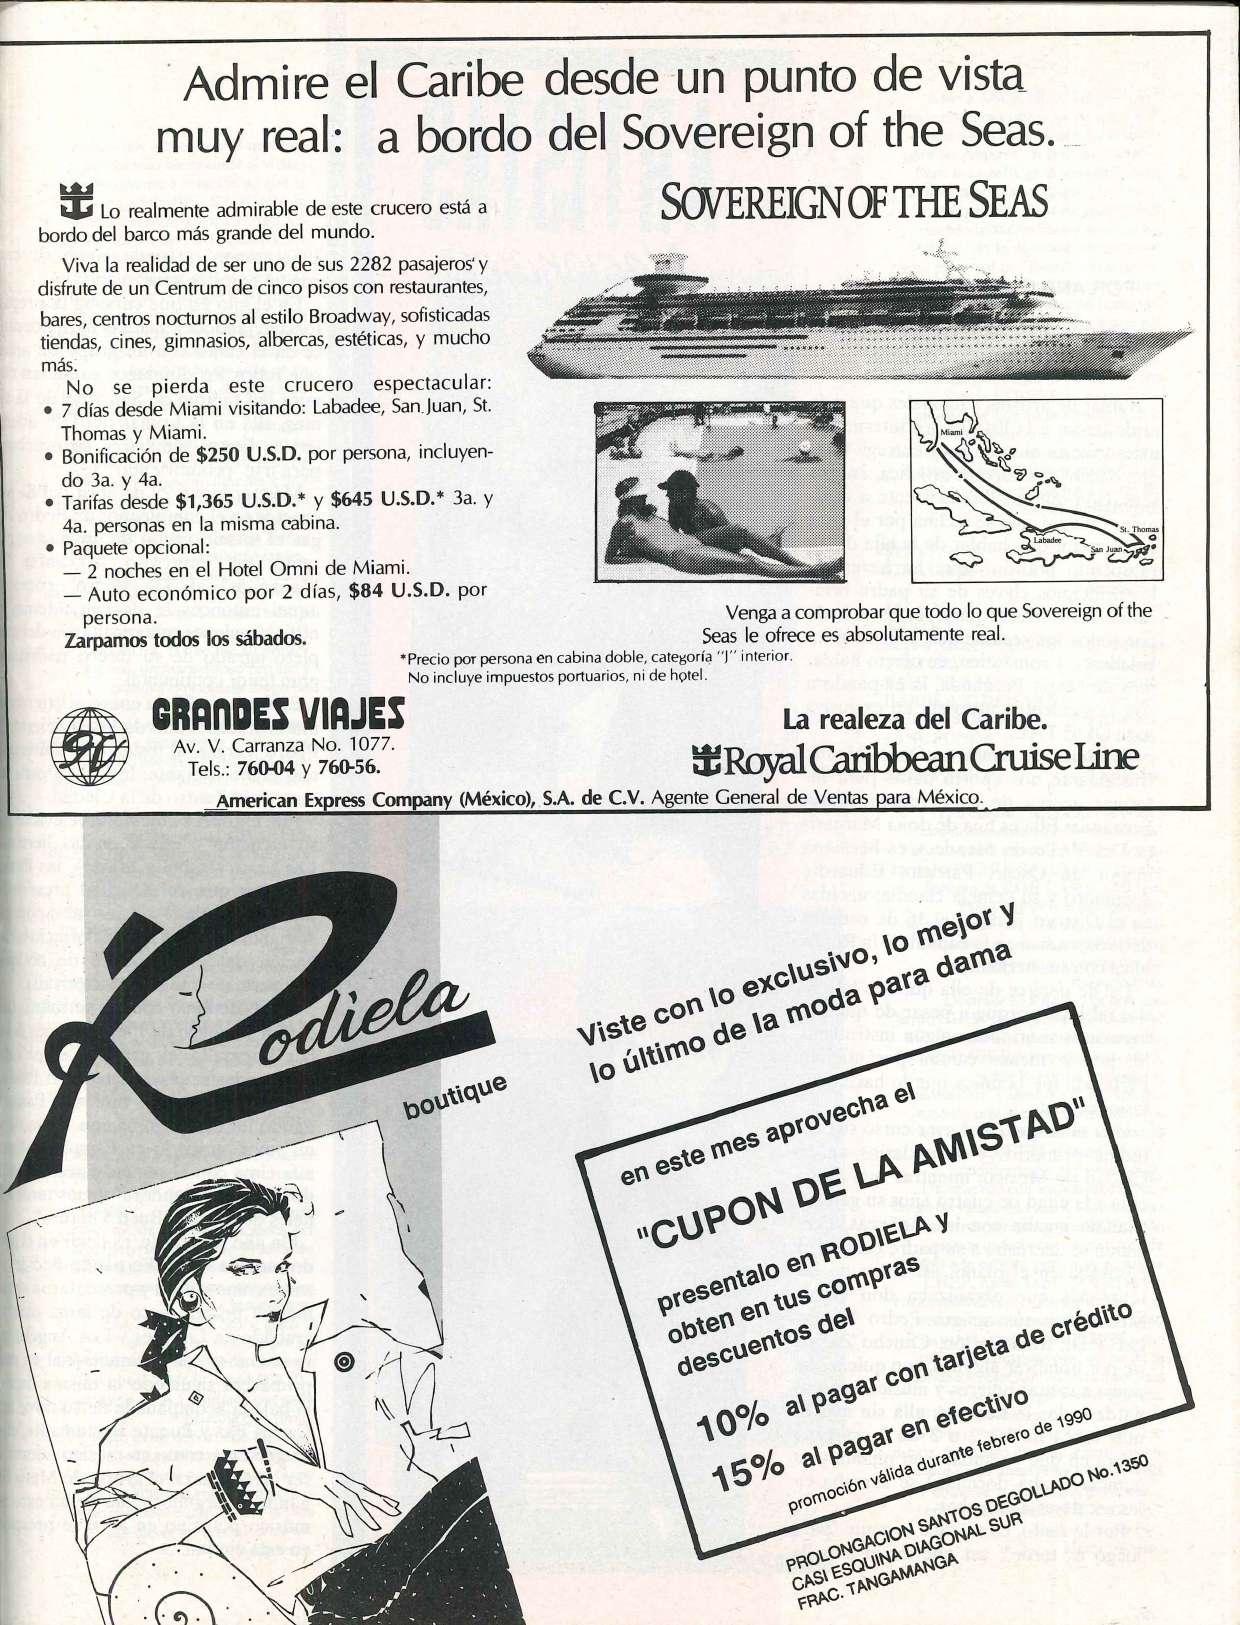 Admire el Caribe desde un punto de vista
muy real: a bordo del Sovereign of the Seas.
Lo realmente admirable de este crucero está a
bordo del barco más grande del mundo.
Viva la realidad de ser uno de sus 2282 pasajeros y
disfrute de un Centrum de cinco pisos con restaurantes,
bares, centros nocturnos al estilo Broadway, sofisticadas
tiendas, cines, gimnasios, albercas, estéticas, y mucho
más.
No se pierda este crucero espectacular:
• 7 días desde Miami visitando: Labadee, San Juan, St.
Thomas y Miami.
• Bonificación de $250 U.S.D. por persona, incluyen-
do 3a. y 4a.
• Tarifas desde $1,365 U.S.D.* y $645 U.S.D.* 3a. y
4a. personas en la misma cabina.
• Paquete opcional:
— 2 noches en el Hotel Omni de Miami.
— Auto económico por 2 días, $84 U.S.D. por
persona.
Zarpamos todos los sábados.
SOVEREIGN OF THE SEAS
Miami
St. Thomas
Labadee
San Juan
Venga a comprobar que todo lo que Sovereign of the
Seas le ofrece es absolutamente real.
*Precio por persona en cabina doble, categoría "J" interior.
No incluye impuestos portuarios, ni de hotel.
GV
GRANDES VIAJES
Av. V. Carranza No. 1077.
Tels.: 760-04 y 760-56.
La realeza del Caribe.
Royal Caribbean Cruise Line
American Express Company (México), S.A. de C.V. Agente General de Ventas para México.
Rodiela
boutique
Viste con lo exclusivo, lo mejor y
lo último de la moda para dama
en este mes aprovecha el
"CUPON DE LA AMISTAD"
presentalo en RODIELA y
obten en tus compras
descuentos del
10% al pagar con tarjeta de crédito
15% al pagar en efectivo
promoción válida durante febrero de 1990
PROLONGACION SANTOS DEGOLLADO No.1350
CASI ESQUINA DIAGONAL SUR
FRAC. TANGAMANGA